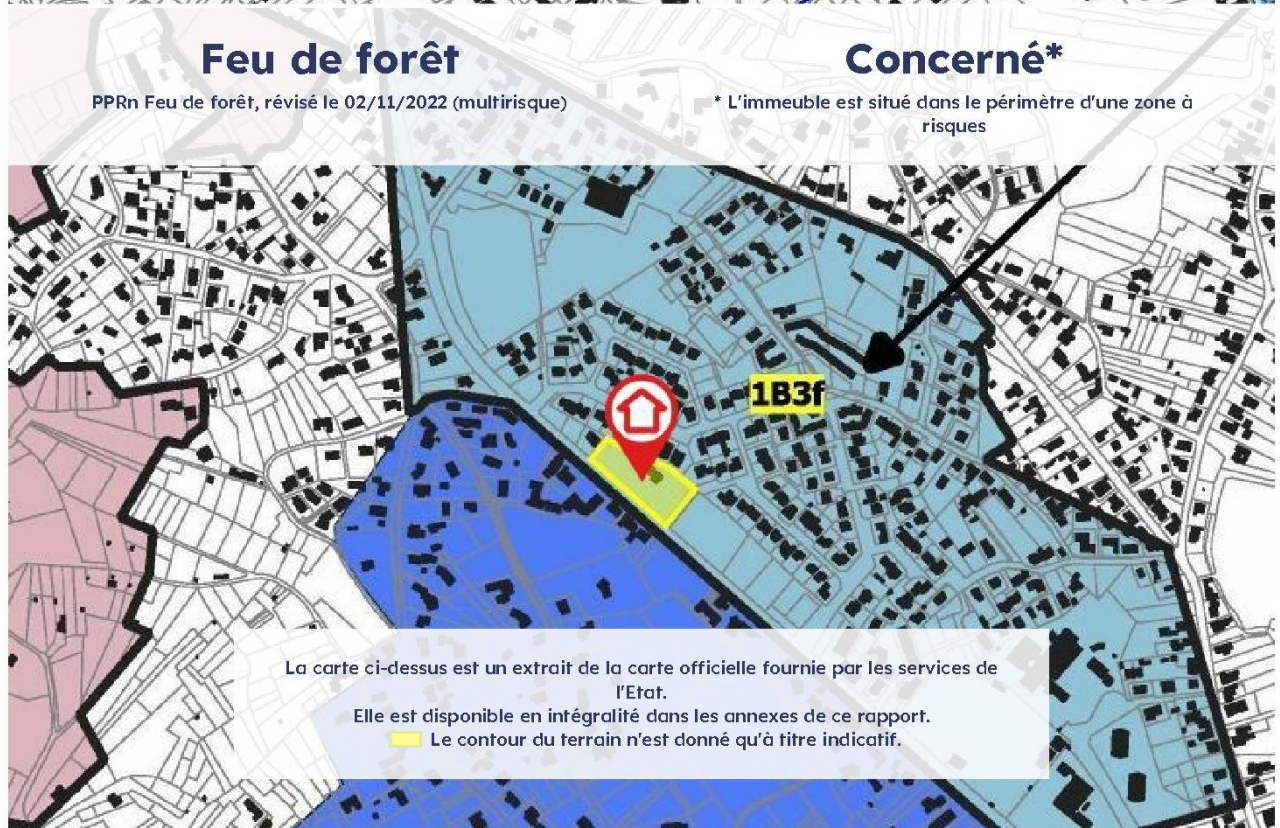 Feu de forêt
PPRn Feu de forêt, révisé le 02/11/2022 (multirisque)
Concerné*
* L'immeuble est situé dans le périmètre d'une zone à
risques
1B3f
La carte ci-dessus est un extrait de la carte officielle fournie par les services de
l'Etat.
Elle est disponible en intégralité dans les annexes de ce rapport.
Le contour du terrain n'est donné qu'à titre indicatif.